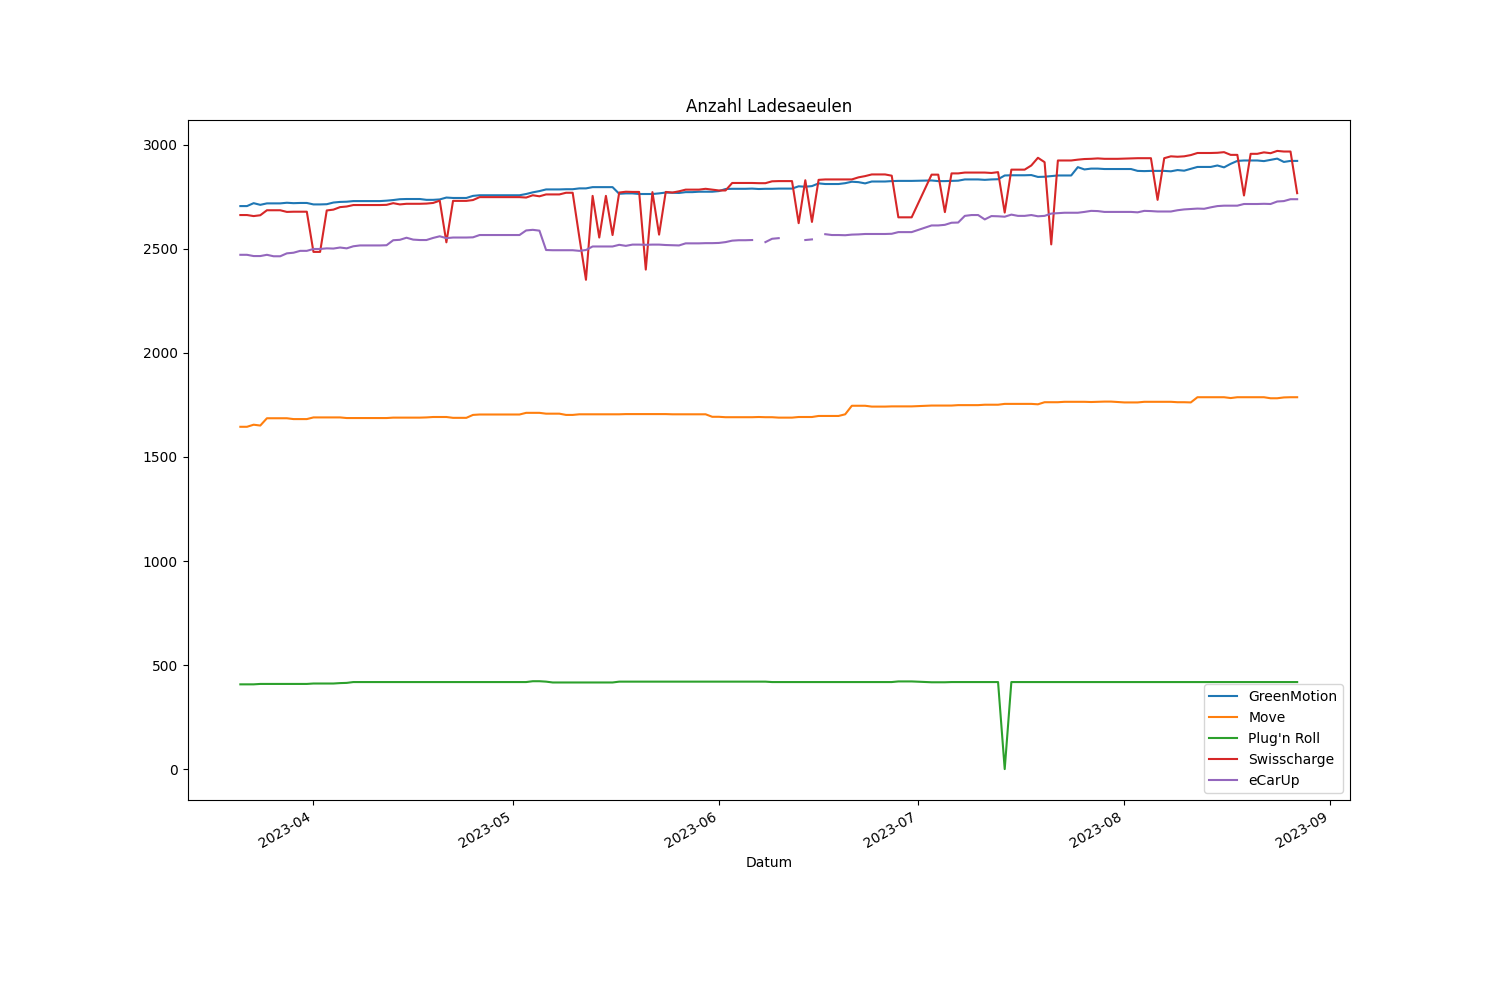 Anzahl Ladesaeulen
3000
2500
2000
1500
1000
500
0
2023-04
2023-05
2023-06
2023-07
2023-08
2023-09
Datum
GreenMotion
Move
Plug'n Roll
Swisscharge
eCarUp